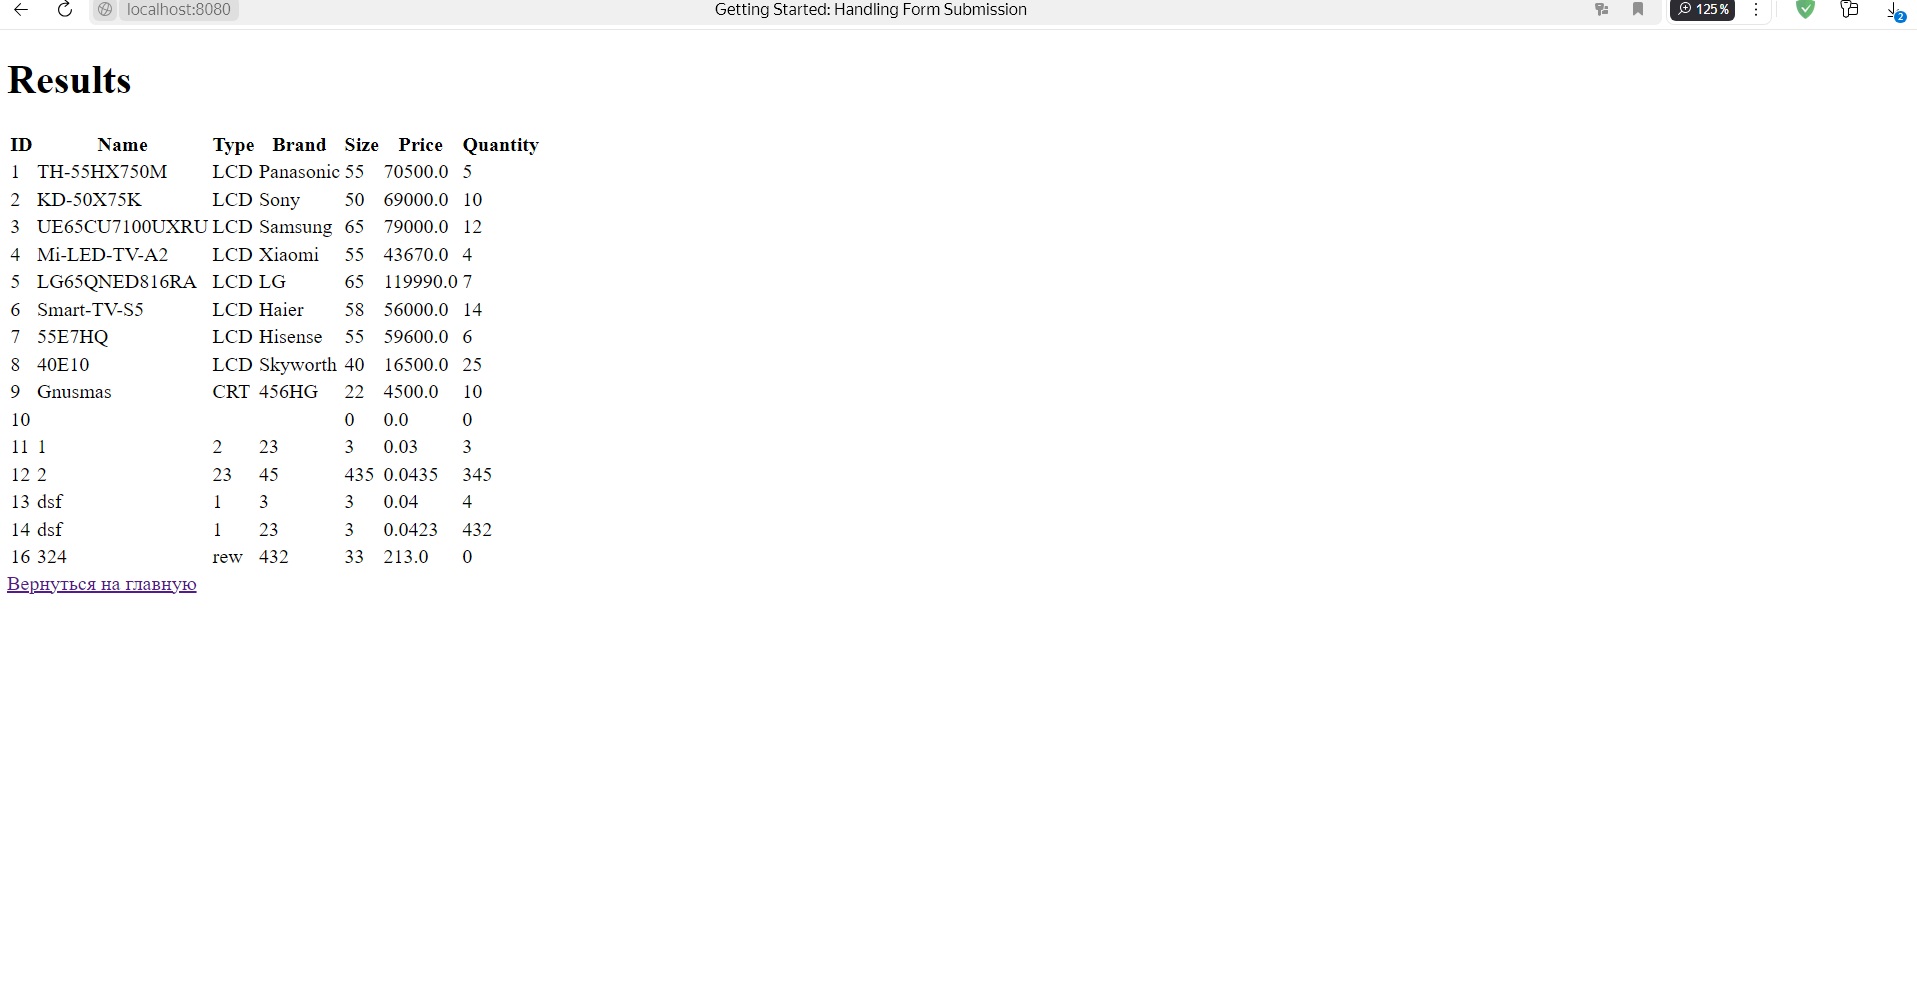 localhost:8080 Getting Started: Handling Form Submission 125% 2
Results
ID Name Type Brand Size Price Quantity
1 TH-55HX750M LCD Panasonic 55 70500.0 5
2 KD-50X75K LCD Sony 50 69000.0 10
3 UE65CU7100UXRU LCD Samsung 65 79000.0 12
4 Mi-LED-TV-A2 LCD Xiaomi 55 43670.0 4
5 LG65QNED816RA LCD LG 65 119990.0 7
6 Smart-TV-S5 LCD Haier 58 56000.0 14
7 55E7HQ LCD Hisense 55 59600.0 6
8 40E10 LCD Skyworth 40 16500.0 25
9 Gnusmas CRT 456HG 22 4500.0 10
10 0 0.0 0
11 1 2 23 3 0.03 3
12 2 23 45 435 0.0435 345
13 dsf 1 3 3 0.04 4
14 dsf 1 23 3 0.0423 432
16 324 rew 432 33 213.0 0
Вернуться на главную